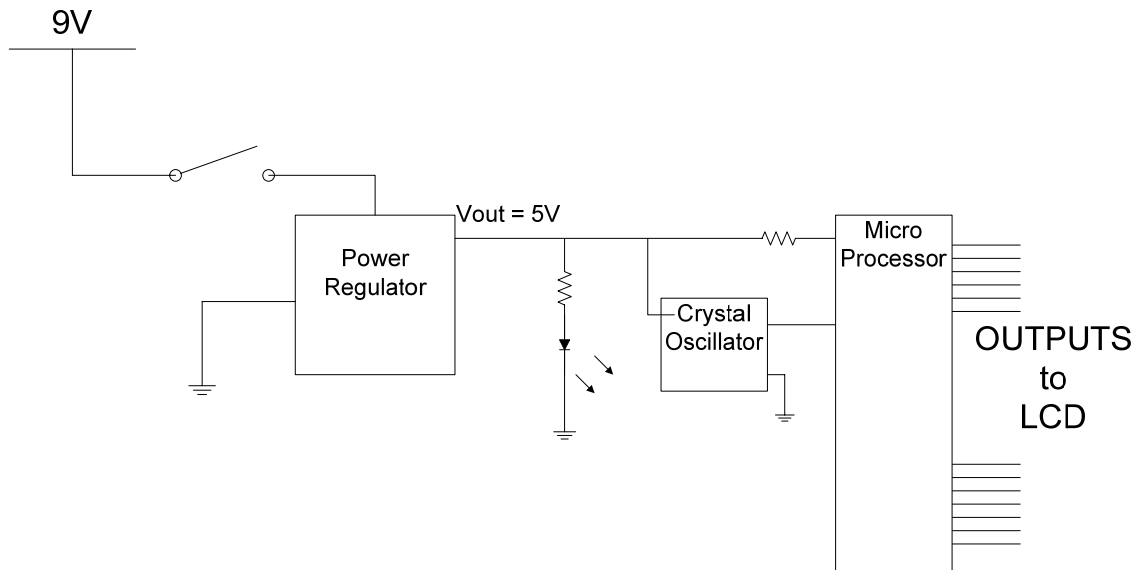 9V
Vout = 5V
Power
Regulator
Crystal
Oscillator
Micro
Processor
OUTPUTS
to
LCD